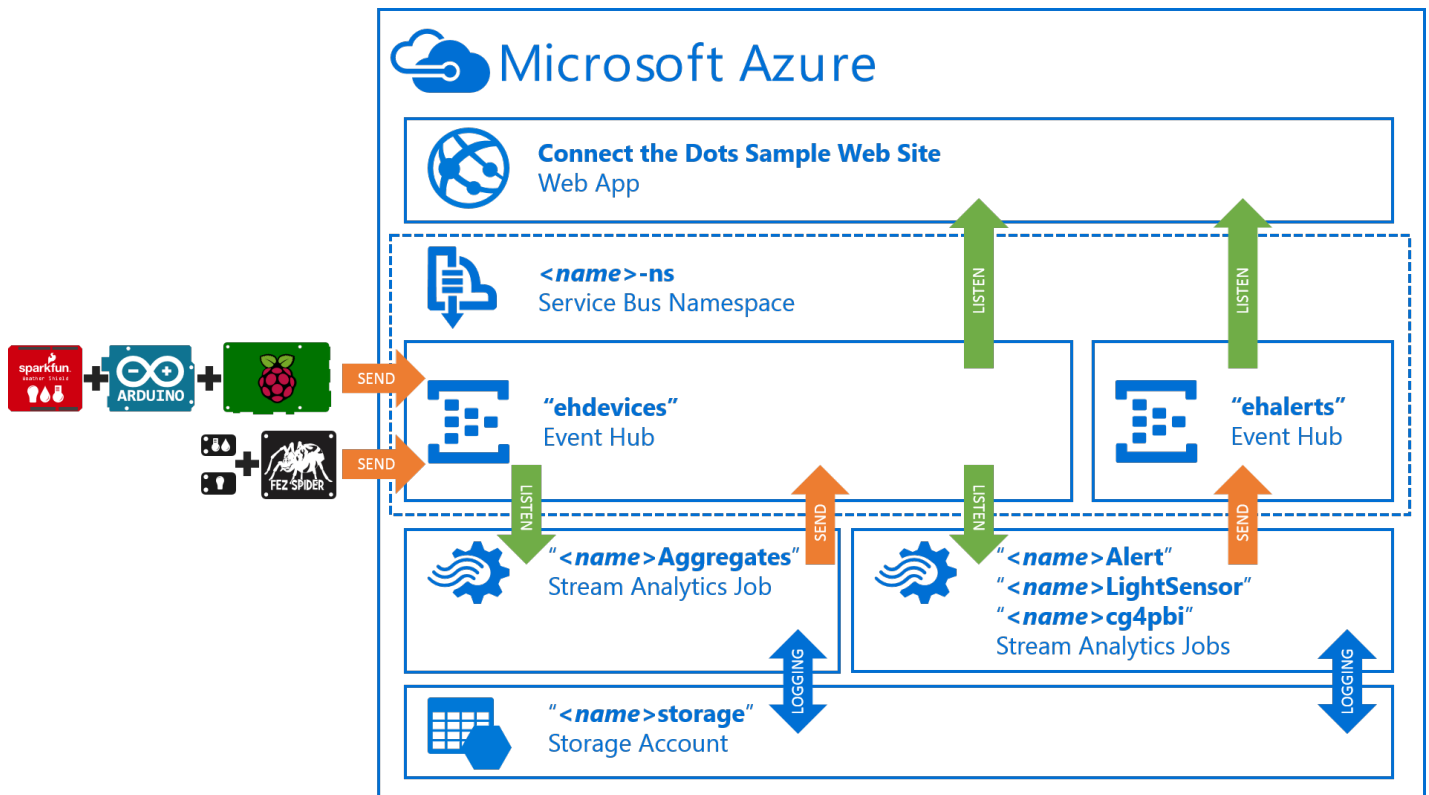 Microsoft Azure
Connect the Dots Sample Web Site
Web App
LISTEN
LISTEN
<name>-ns
Service Bus Namespace
sparkfun
Weather Shield
ARDUINO
SEND
“ehdevices”
Event Hub
“ehalerts”
Event Hub
FEZ SPIDER
SEND
LISTEN
SEND
LISTEN
SEND
“<name>Aggregates”
Stream Analytics Job
“<name>Alert”
“<name>LightSensor”
“<name>cg4pbi”
Stream Analytics Jobs
LOGGING
LOGGING
“<name>storage”
Storage Account